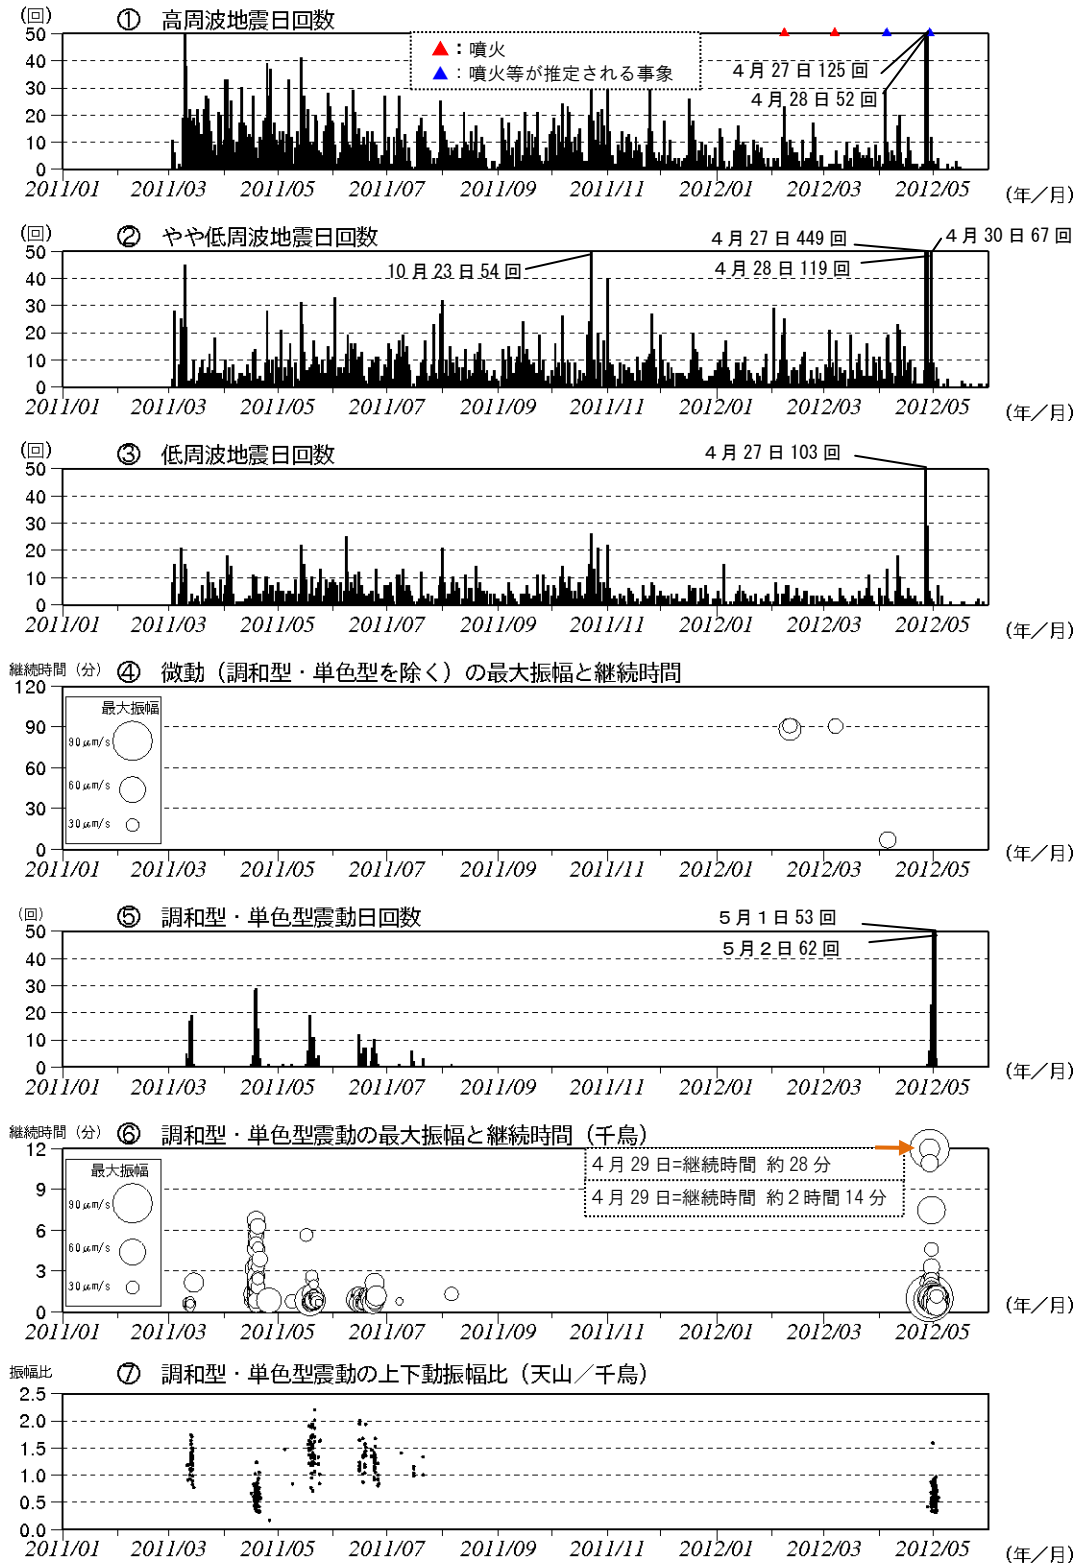 (回) ① 高周波地震日回数
50
40
30
20
10
0
▲：噴火
▲：噴火等が推定される事象
４月27日125回
４月28日52回
2011/01 2011/03 2011/05 2011/07 2011/09 2011/11 2012/01 2012/03 2012/05 (年／月)
(回) ② やや低周波地震日回数
50
40
30
20
10
0
10月23日54回
４月27日449回
４月30日67回
４月28日119回
2011/01 2011/03 2011/05 2011/07 2011/09 2011/11 2012/01 2012/03 2012/05 (年／月)
(回) ③ 低周波地震日回数
50
40
30
20
10
0
４月27日103回
2011/01 2011/03 2011/05 2011/07 2011/09 2011/11 2012/01 2012/03 2012/05 (年／月)
継続時間（分） ④ 微動（調和型・単色型を除く）の最大振幅と継続時間
120
90
60
30
0
最大振幅
90μm/s
60μm/s
30μm/s
2011/01 2011/03 2011/05 2011/07 2011/09 2011/11 2012/01 2012/03 2012/05 (年／月)
(回) ⑤ 調和型・単色型震動日回数
50
40
30
20
10
0
５月１日53回
５月２日62回
2011/01 2011/03 2011/05 2011/07 2011/09 2011/11 2012/01 2012/03 2012/05 (年／月)
継続時間（分） ⑥ 調和型・単色型震動の最大振幅と継続時間（千鳥）
12
9
6
3
0
最大振幅
90μm/s
60μm/s
30μm/s
４月29日=継続時間 約28分
４月29日=継続時間 約２時間14分
2011/01 2011/03 2011/05 2011/07 2011/09 2011/11 2012/01 2012/03 2012/05 (年／月)
振幅比 ⑦ 調和型・単色型震動の上下動振幅比（天山／千鳥）
2.5
2.0
1.5
1.0
0.5
0.0
2011/01 2011/03 2011/05 2011/07 2011/09 2011/11 2012/01 2012/03 2012/05 (年／月)